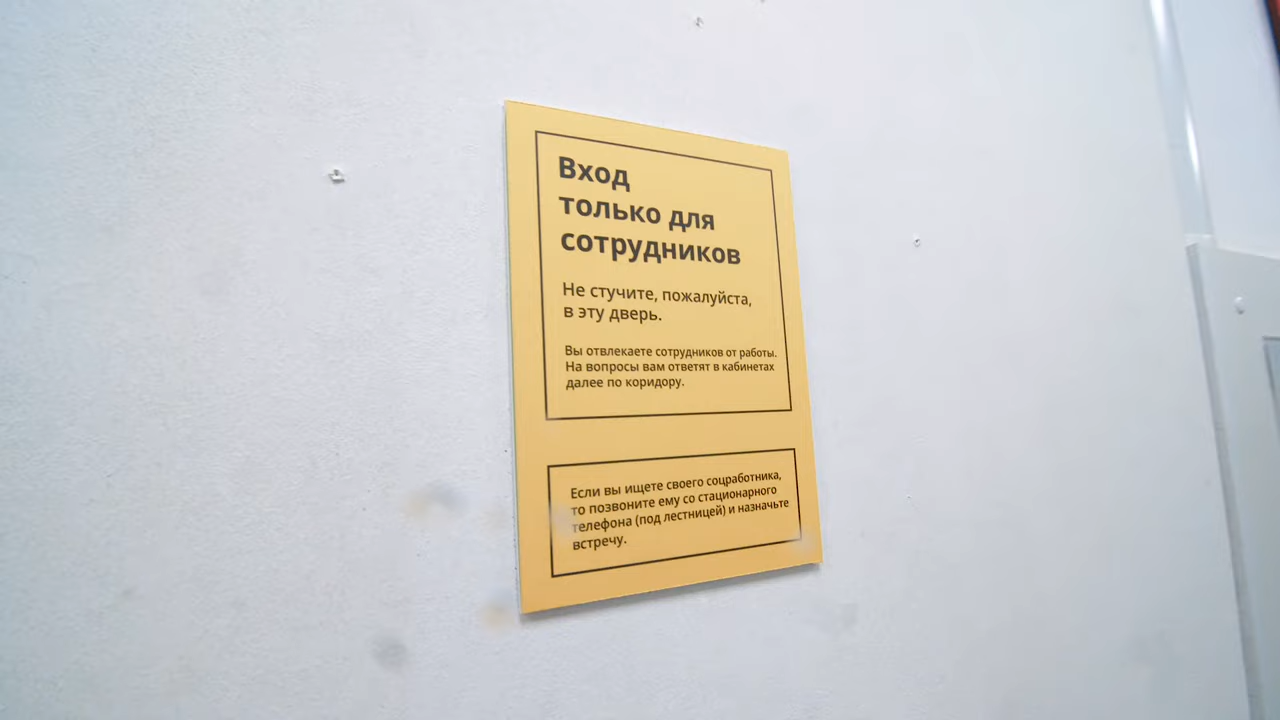 Вход
только для
сотрудников
Не стучите, пожалуйста,
в эту дверь.
Вы отвлекаете сотрудников от работы.
На вопросы вам ответят в кабинетах
далее по коридору.
Если вы ищете своего соцработника,
то позвоните ему со стационарного
телефона (под лестницей) и назначьте
встречу.